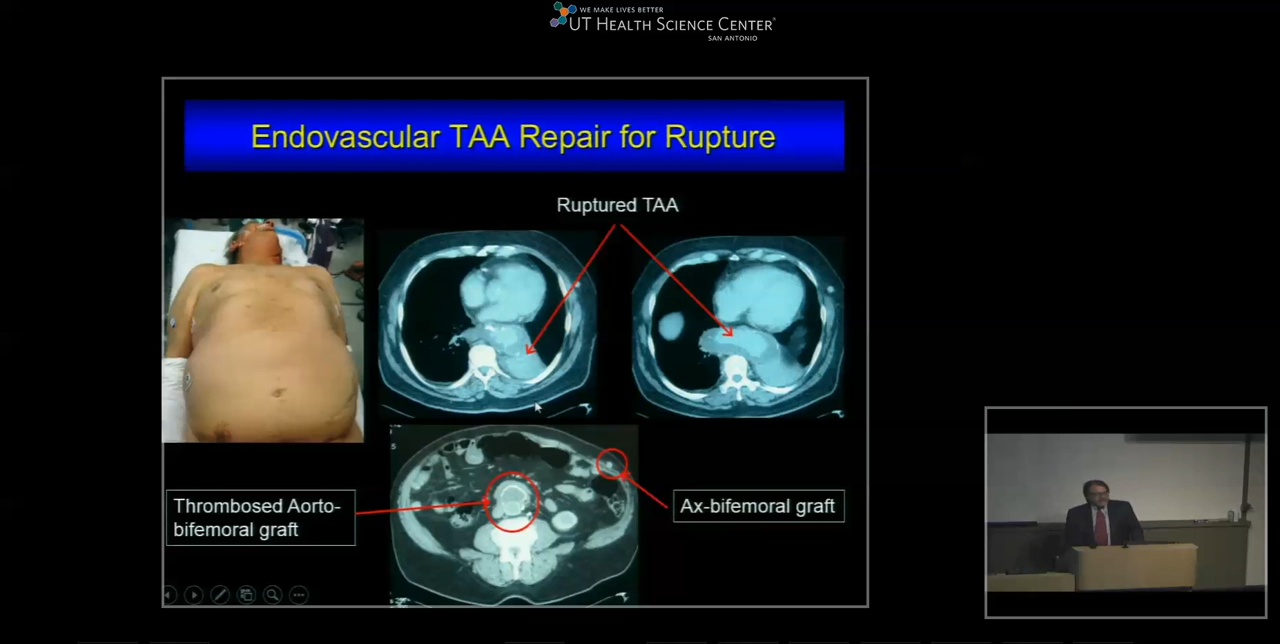 WE MAKE LIVES BETTER
UT HEALTH SCIENCE CENTER®
SAN ANTONIO
Endovascular TAA Repair for Rupture
Ruptured TAA
Thrombosed Aorto-
bifemoral graft
Ax-bifemoral graft